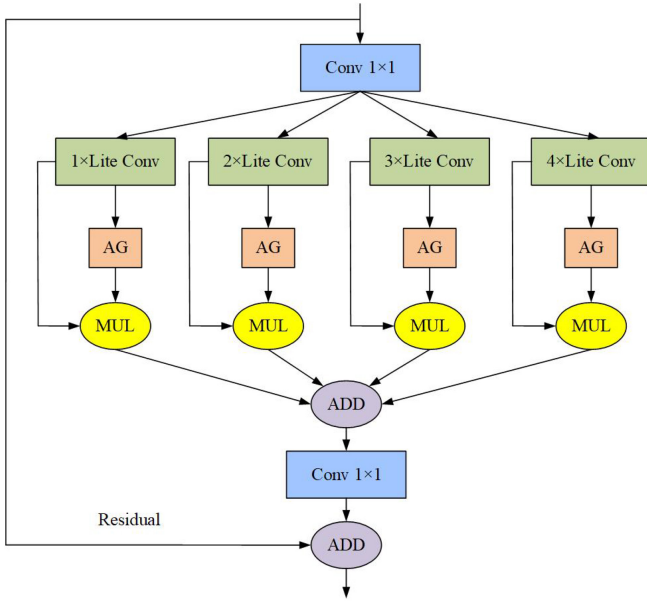 Conv 1×1
1×Lite Conv
2×Lite Conv
3×Lite Conv
4×Lite Conv
AG
AG
AG
AG
MUL
MUL
MUL
MUL
ADD
Conv 1×1
Residual
ADD